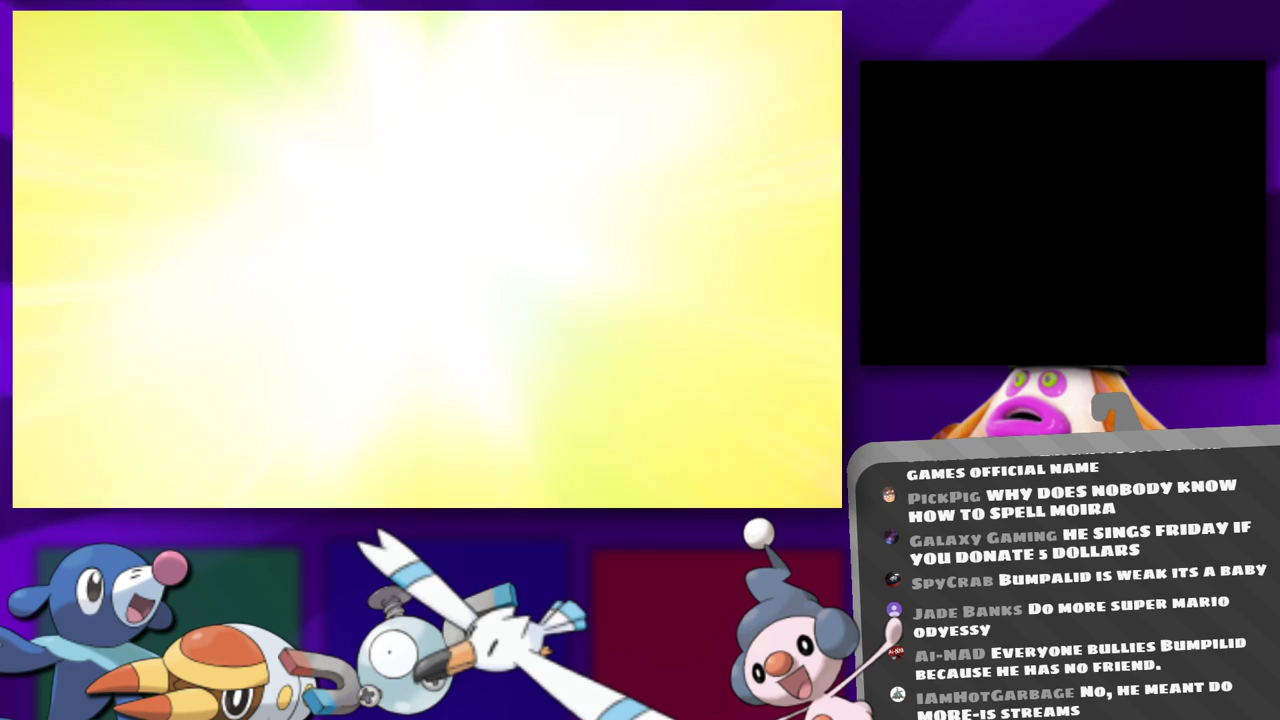 GAMES OFFICIAL NAME
PICKPIG WHY DOES NOBODY KNOW
HOW TO SPELL MOIRA
GALAXY GAMING HE SINGS FRIDAY IF
YOU DONATE 5 DOLLARS
SPYCRAB BUMPALID IS WEAK ITS A BABY
JADE BANKS DO MORE SUPER MARIO
ODYESSY
AI-NAD EVERYONE BULLIES BUMPILID
BECAUSE HE HAS NO FRIEND.
IAMHOTGARBAGE NO, HE MEANT DO
MORE-IS STREAMS